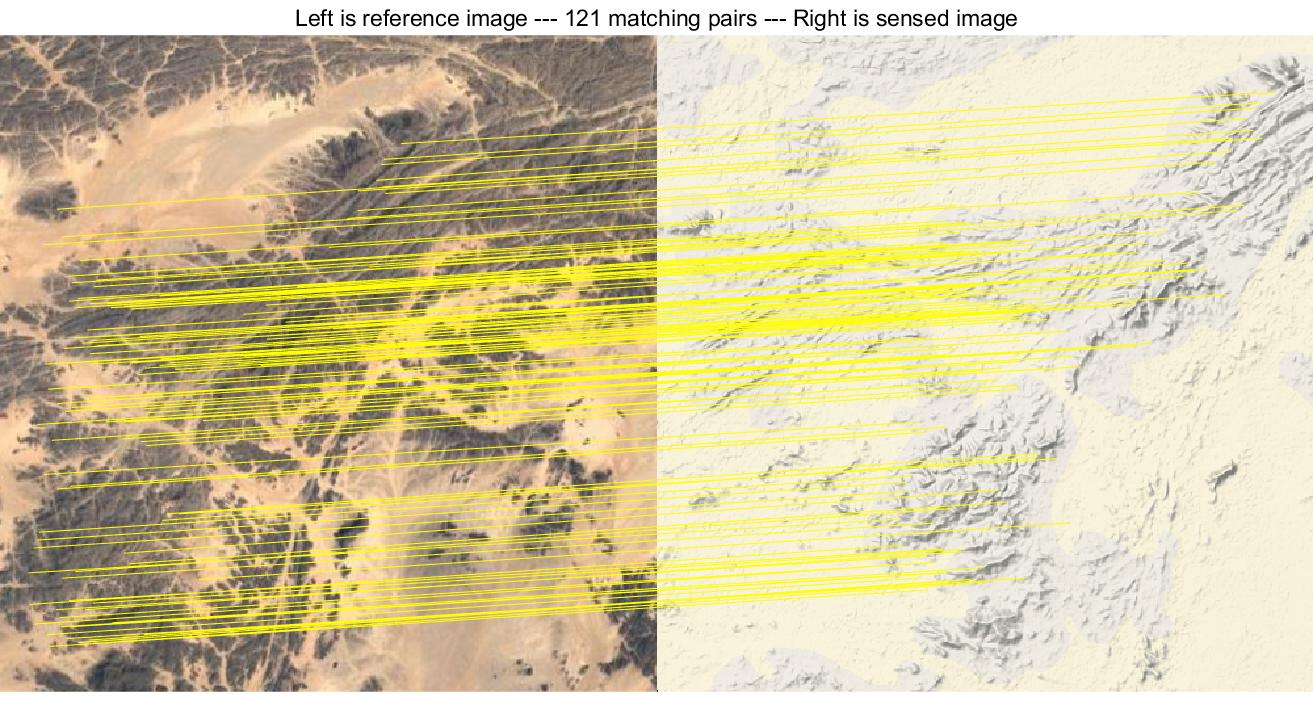 Left is reference image --- 121 matching pairs --- Right is sensed image